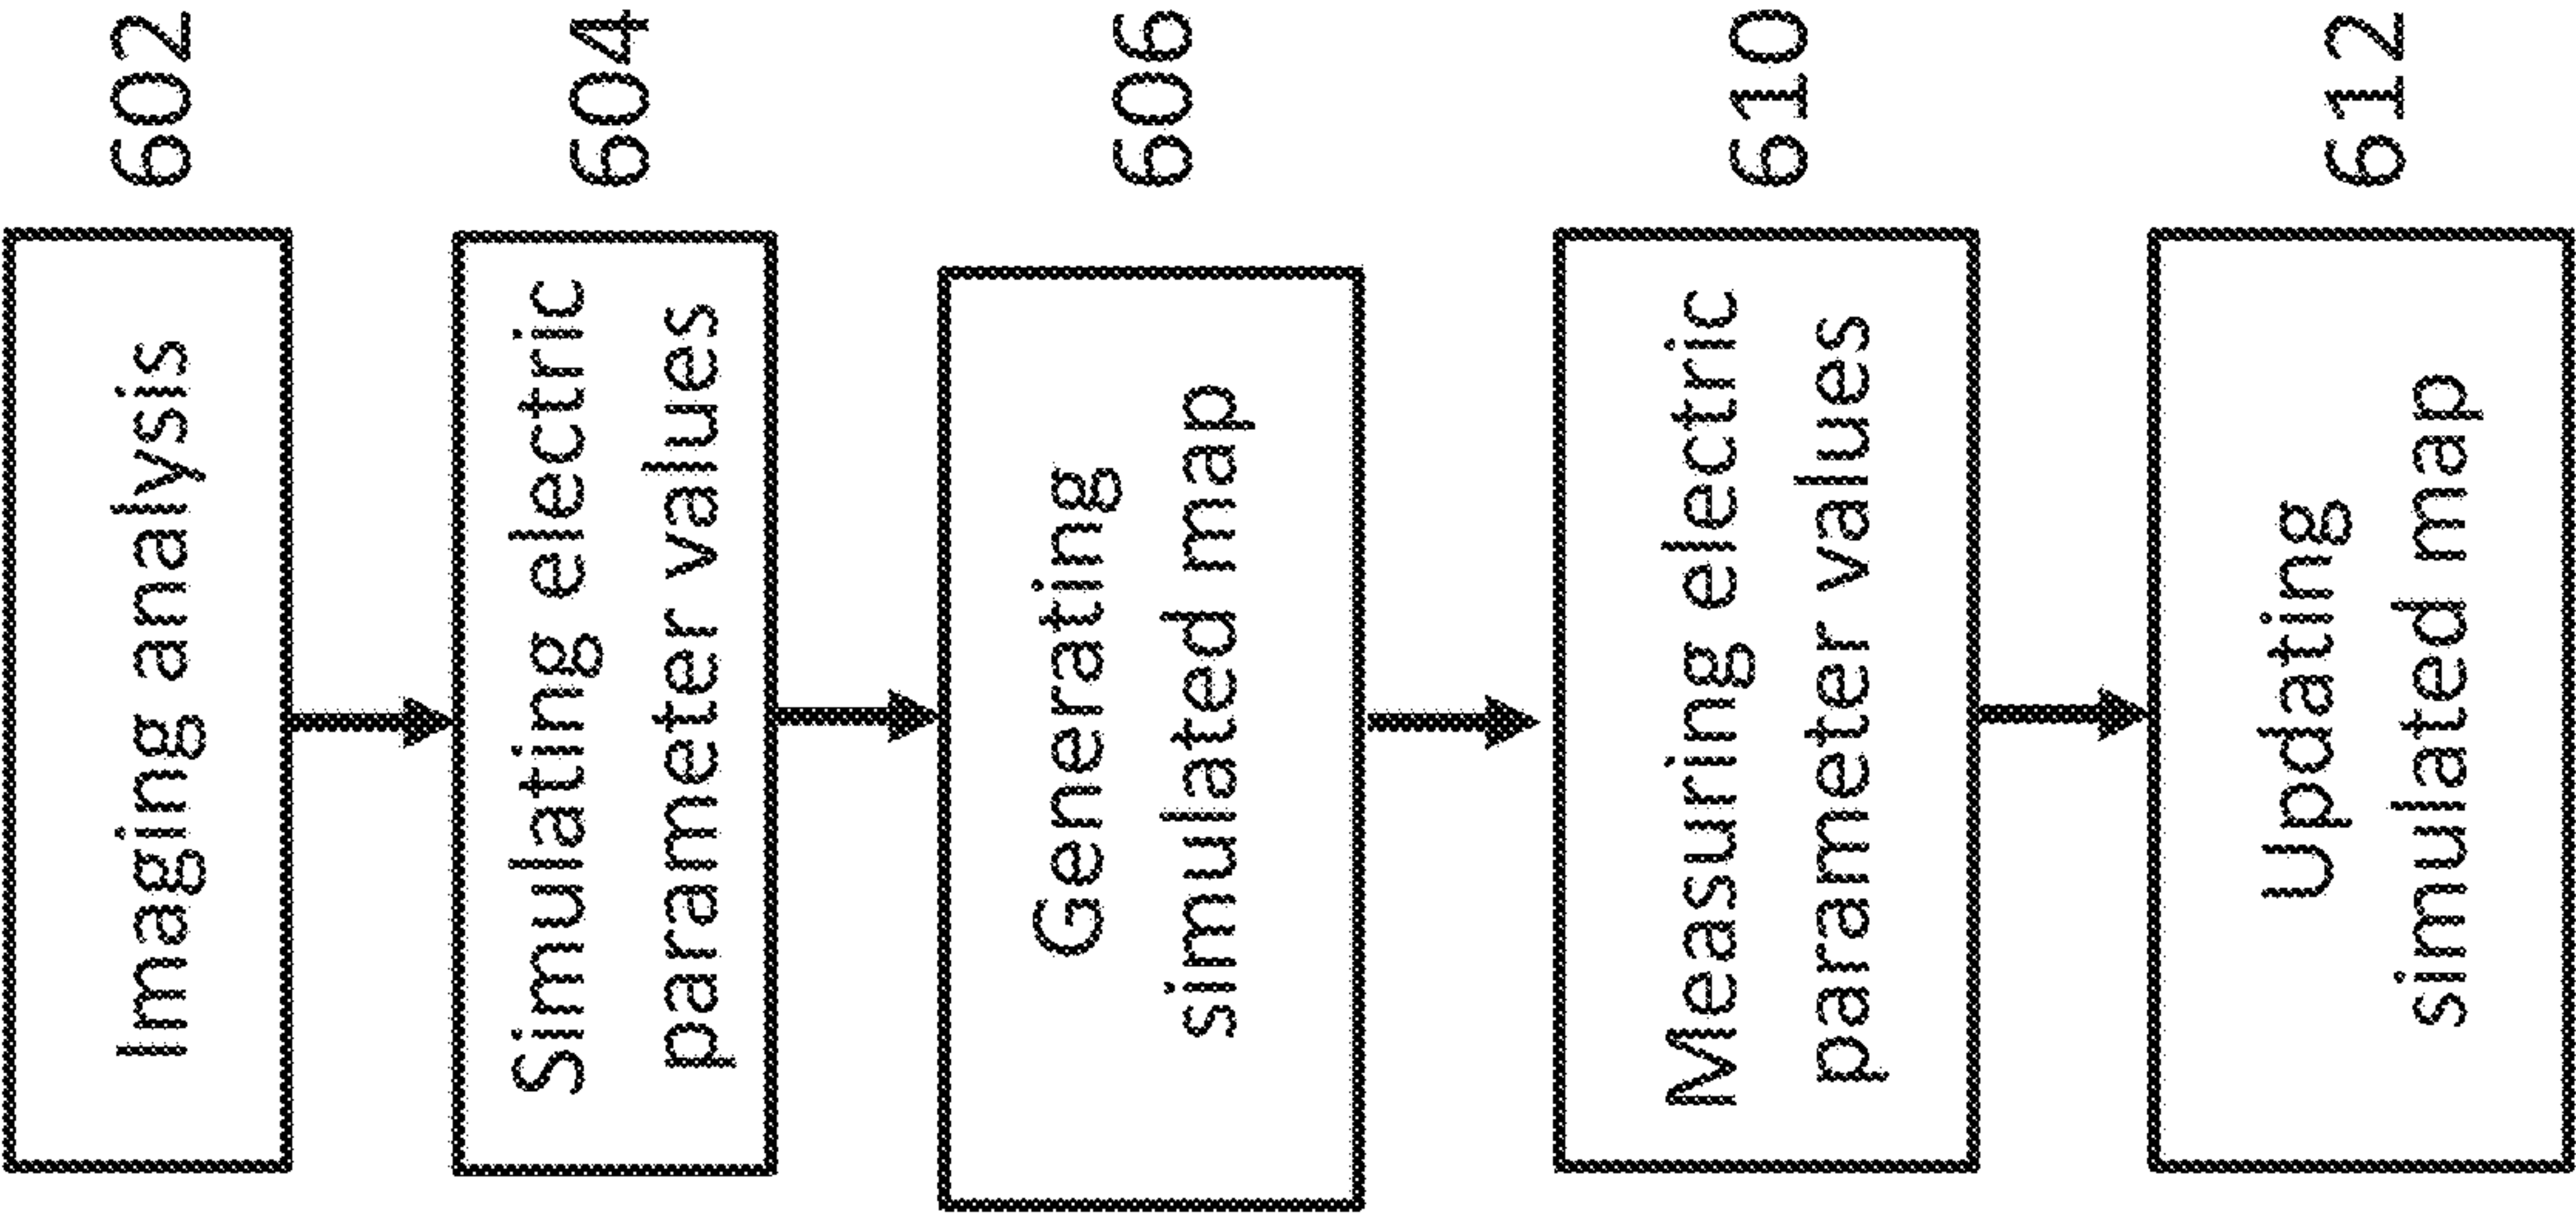 Imaging analysis
602
Simulating electric
parameter values
604
Generating
simulated map
606
Measuring electric
parameter values
610
Updating
simulated map
612